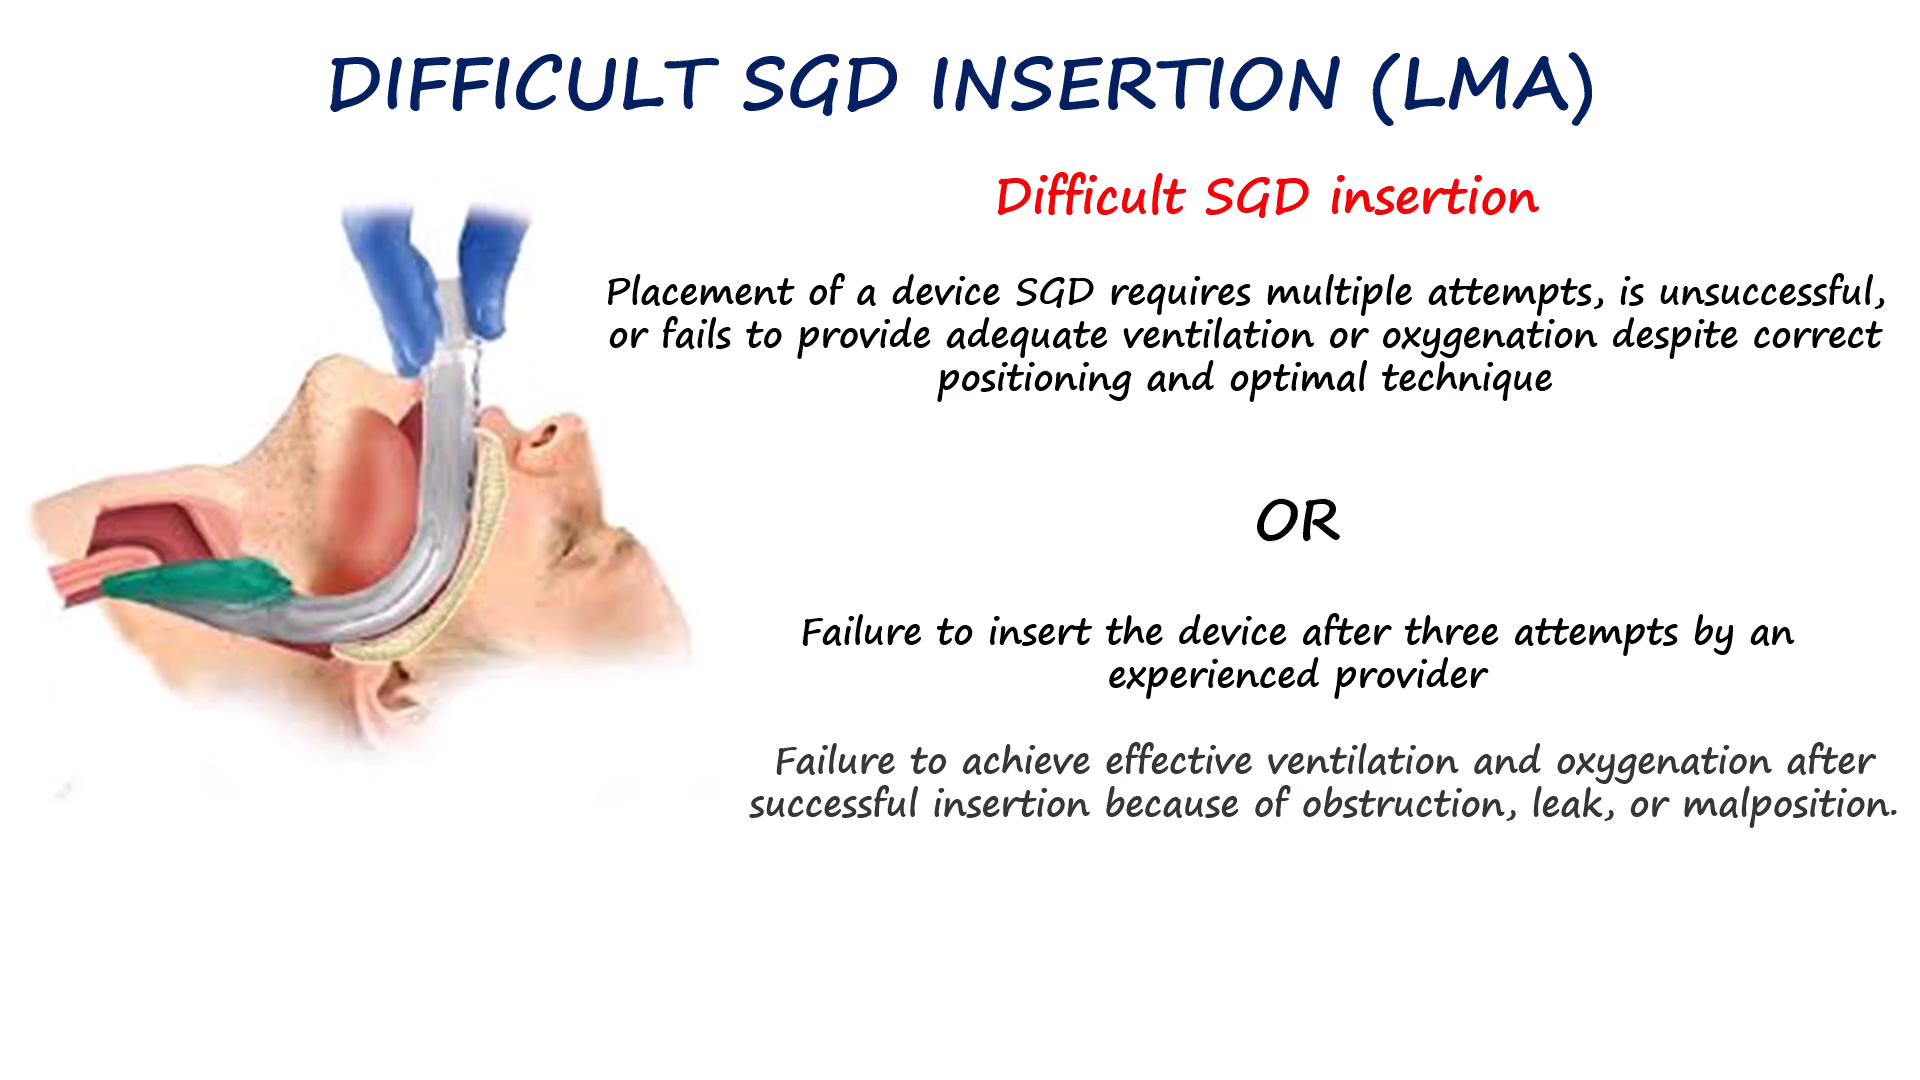 DIFFICULT SGD INSERTION (LMA)
Difficult SGD insertion
Placement of a device SGD requires multiple attempts, is unsuccessful,
or fails to provide adequate ventilation or oxygenation despite correct
positioning and optimal technique
OR
Failure to insert the device after three attempts by an
experienced provider
Failure to achieve effective ventilation and oxygenation after
successful insertion because of obstruction, leak, or malposition.